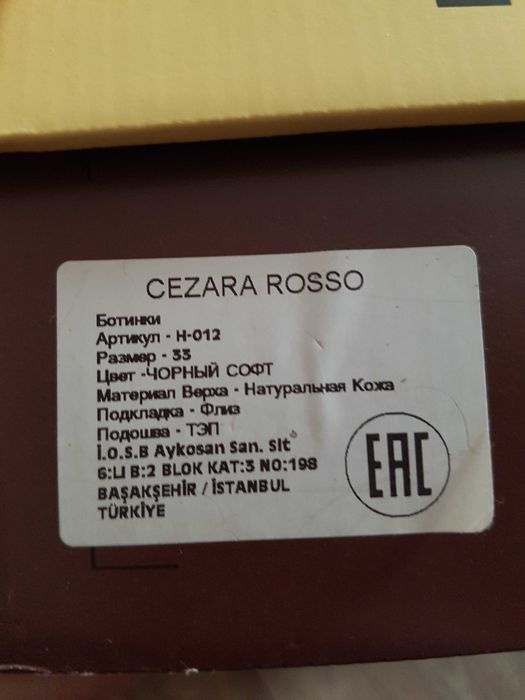 CEZARA ROSSO
Ботинки
Артикул - H-012
Размер - 33
Цвет -ЧОРНЫЙ СОФТ
Материал Верха - Натуральная Кожа
Подкладка - Флиз
Подошва - ТЭП
İ.O.S.B Aykosan San. Sit
6:LI B:2 BLOK KAT:3 NO:198
BAŞAKŞEHİR / İSTANBUL
TÜRKİYE
EAC